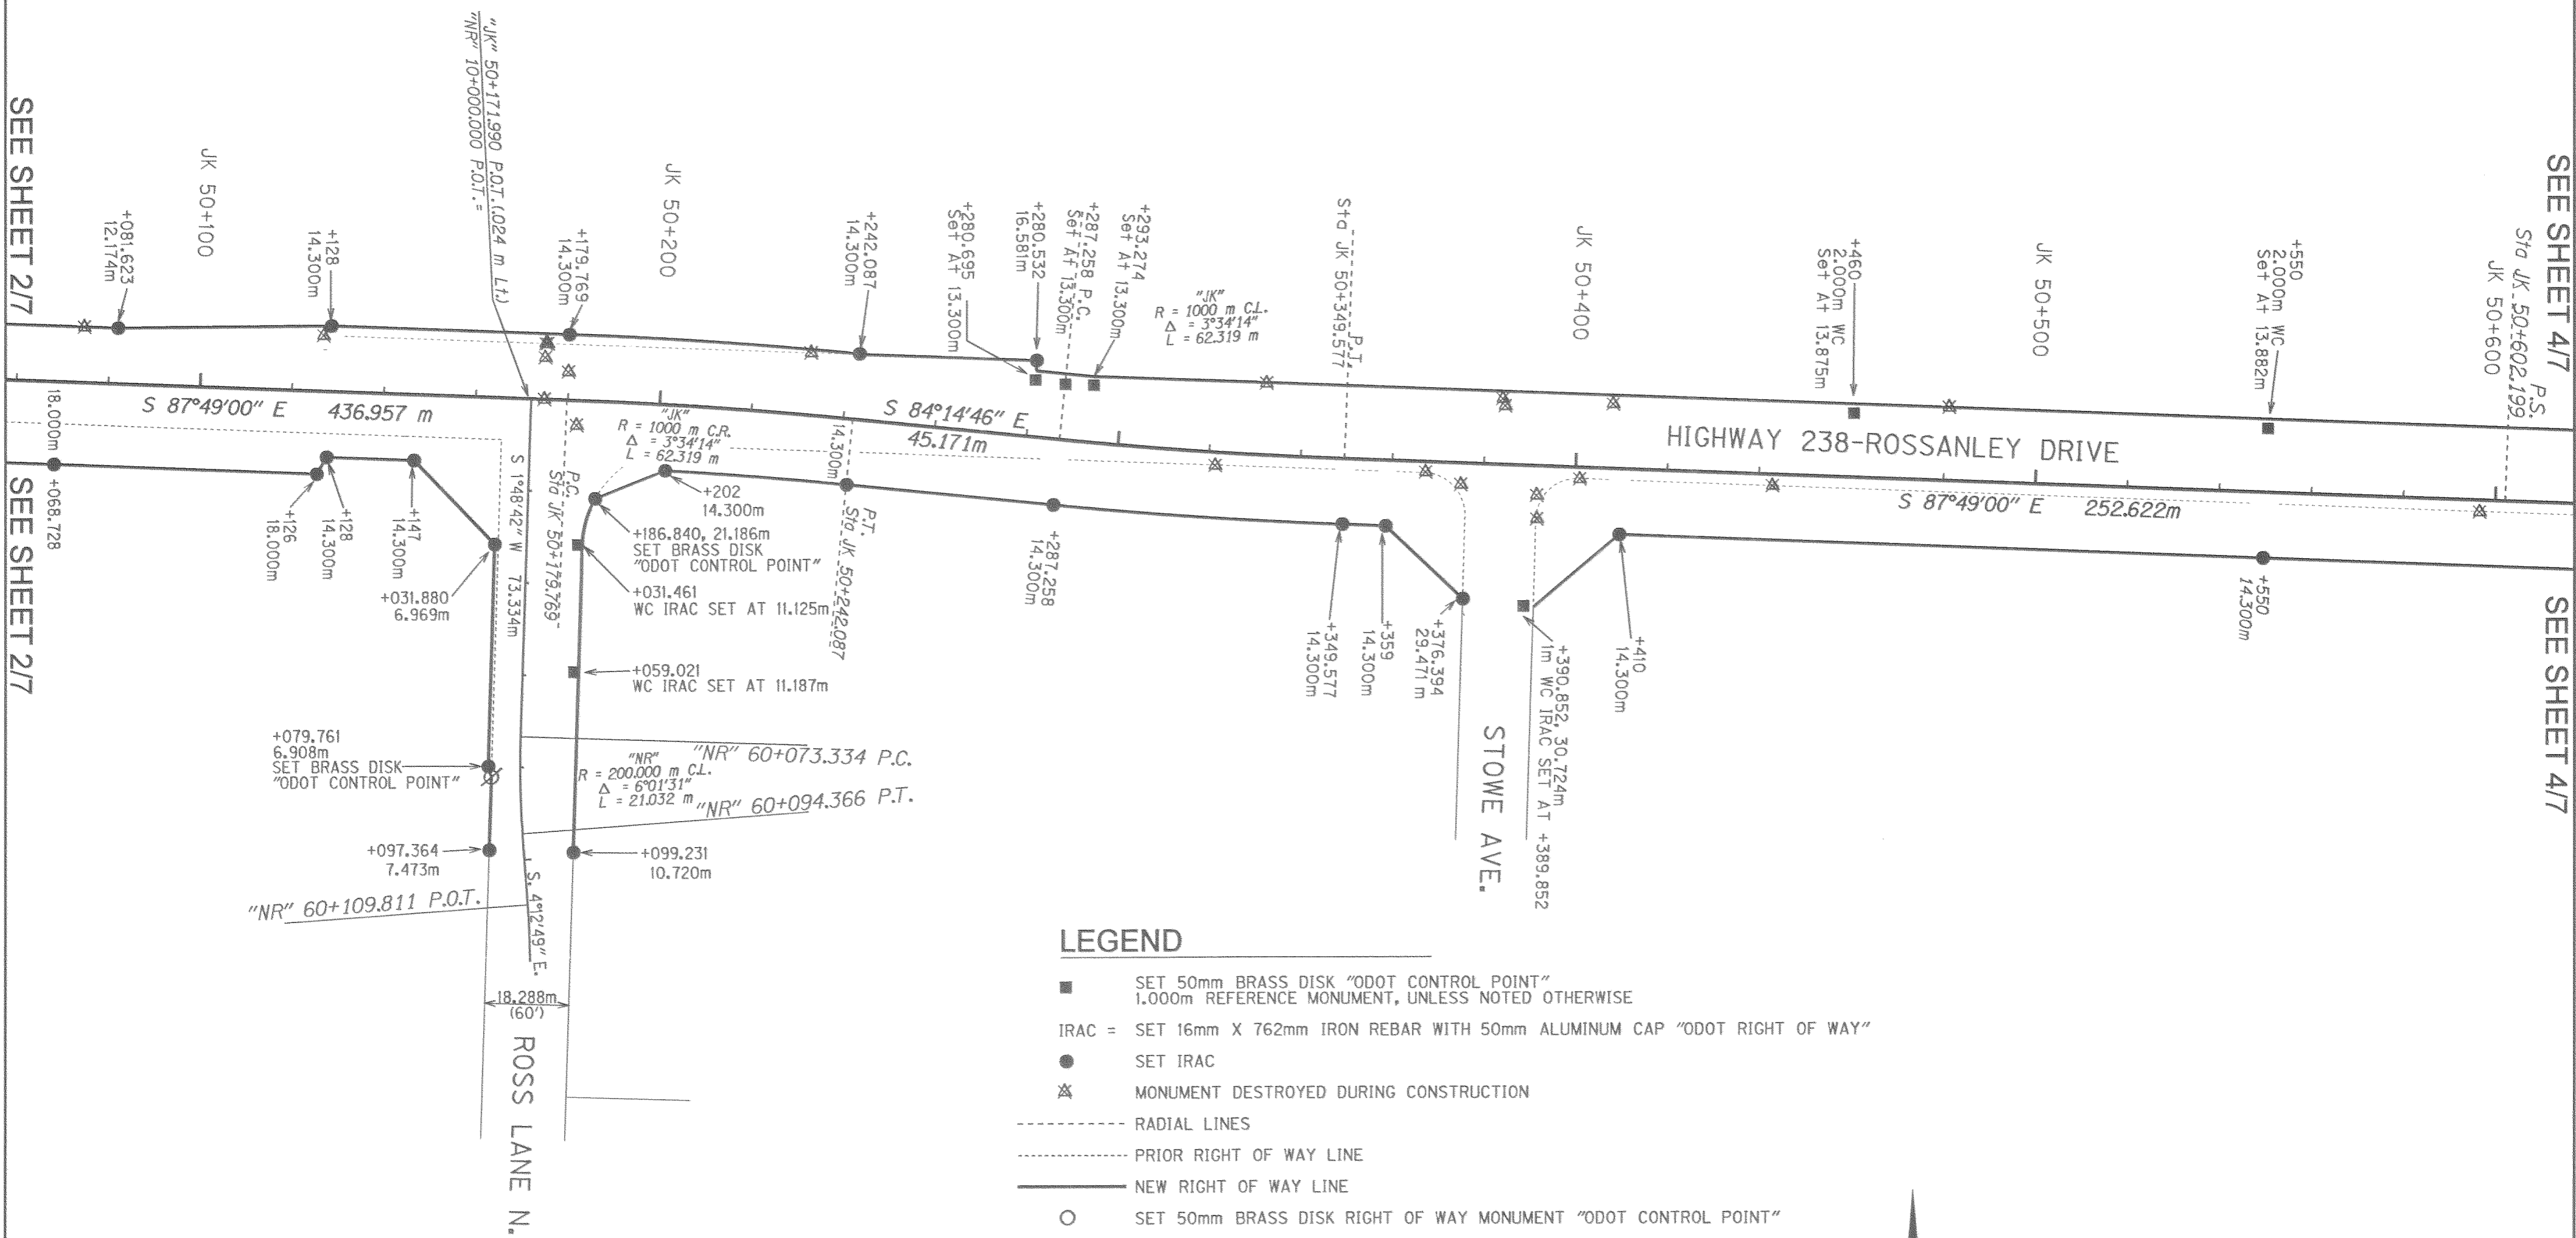 SEE SHEET 2/7
SEE SHEET 2/7
SEE SHEET 4/7
SEE SHEET 4/7
"JK" 50+171.990 P.O.T.(.024 m Lt.)
"NR" 10+000.000 P.O.T.=
JK 50+100
JK 50+200
JK 50+400
JK 50+500
JK 50+600
+081.623
12.174m
+128
14.300m
+179.769
14.300m
+242.087
14.300m
+280.695
Set At 13.300m
+280.532
16.581m
+287.258 P.C.
Set At 13.300m
+293.274
Set At 13.300m
"JK"
R = 1000 m C.L.
Δ = 3°34'14"
L = 62.319 m
P.T.
Sta JK 50+349.577
+460
2.000m WC
Set At 13.875m
+550
2.000m WC
Set At 13.882m
P.S.
Sta JK 50+602.199
S 87°49'00" E 436.957 m
"JK"
R = 1000 m C.R.
Δ = 3°34'14"
L = 62.319 m
S 84°14'46" E
45.171m
HIGHWAY 238-ROSSANLEY DRIVE
S 87°49'00" E 252.622m
18.000m
+068.728
+126
18.000m
+128
14.300m
+147
14.300m
+031.880
6.969m
S 1°48'42" W 73.334m
P.C.
Sta JK 50+179.769
+202
14.300m
+186.840, 21.186m
SET BRASS DISK
"ODOT CONTROL POINT"
+031.461
WC IRAC SET AT 11.125m
+059.021
WC IRAC SET AT 11.187m
14.300m
P.T.
Sta JK 50+242.087
+287.258
14.300m
+349.577
14.300m
+359
14.300m
+376.394
29.471 m
+390.852, 30.724m
1m WC IRAC SET AT +389.852
+410
14.300m
+550
14.300m
STOWE AVE.
+079.761
6.908m
SET BRASS DISK
"ODOT CONTROL POINT"
"NR" 60+073.334 P.C.
"NR"
R = 200.000 m C.L.
Δ = 6°01'31"
L = 21.032 m
"NR" 60+094.366 P.T.
+097.364
7.473m
+099.231
10.720m
"NR" 60+109.811 P.O.T.
S. 4°12'49" E.
18.288m
(60')
ROSS LANE N.
LEGEND
SET 50mm BRASS DISK "ODOT CONTROL POINT"
1.000m REFERENCE MONUMENT, UNLESS NOTED OTHERWISE
IRAC = SET 16mm X 762mm IRON REBAR WITH 50mm ALUMINUM CAP "ODOT RIGHT OF WAY"
SET IRAC
MONUMENT DESTROYED DURING CONSTRUCTION
RADIAL LINES
PRIOR RIGHT OF WAY LINE
NEW RIGHT OF WAY LINE
SET 50mm BRASS DISK RIGHT OF WAY MONUMENT "ODOT CONTROL POINT"